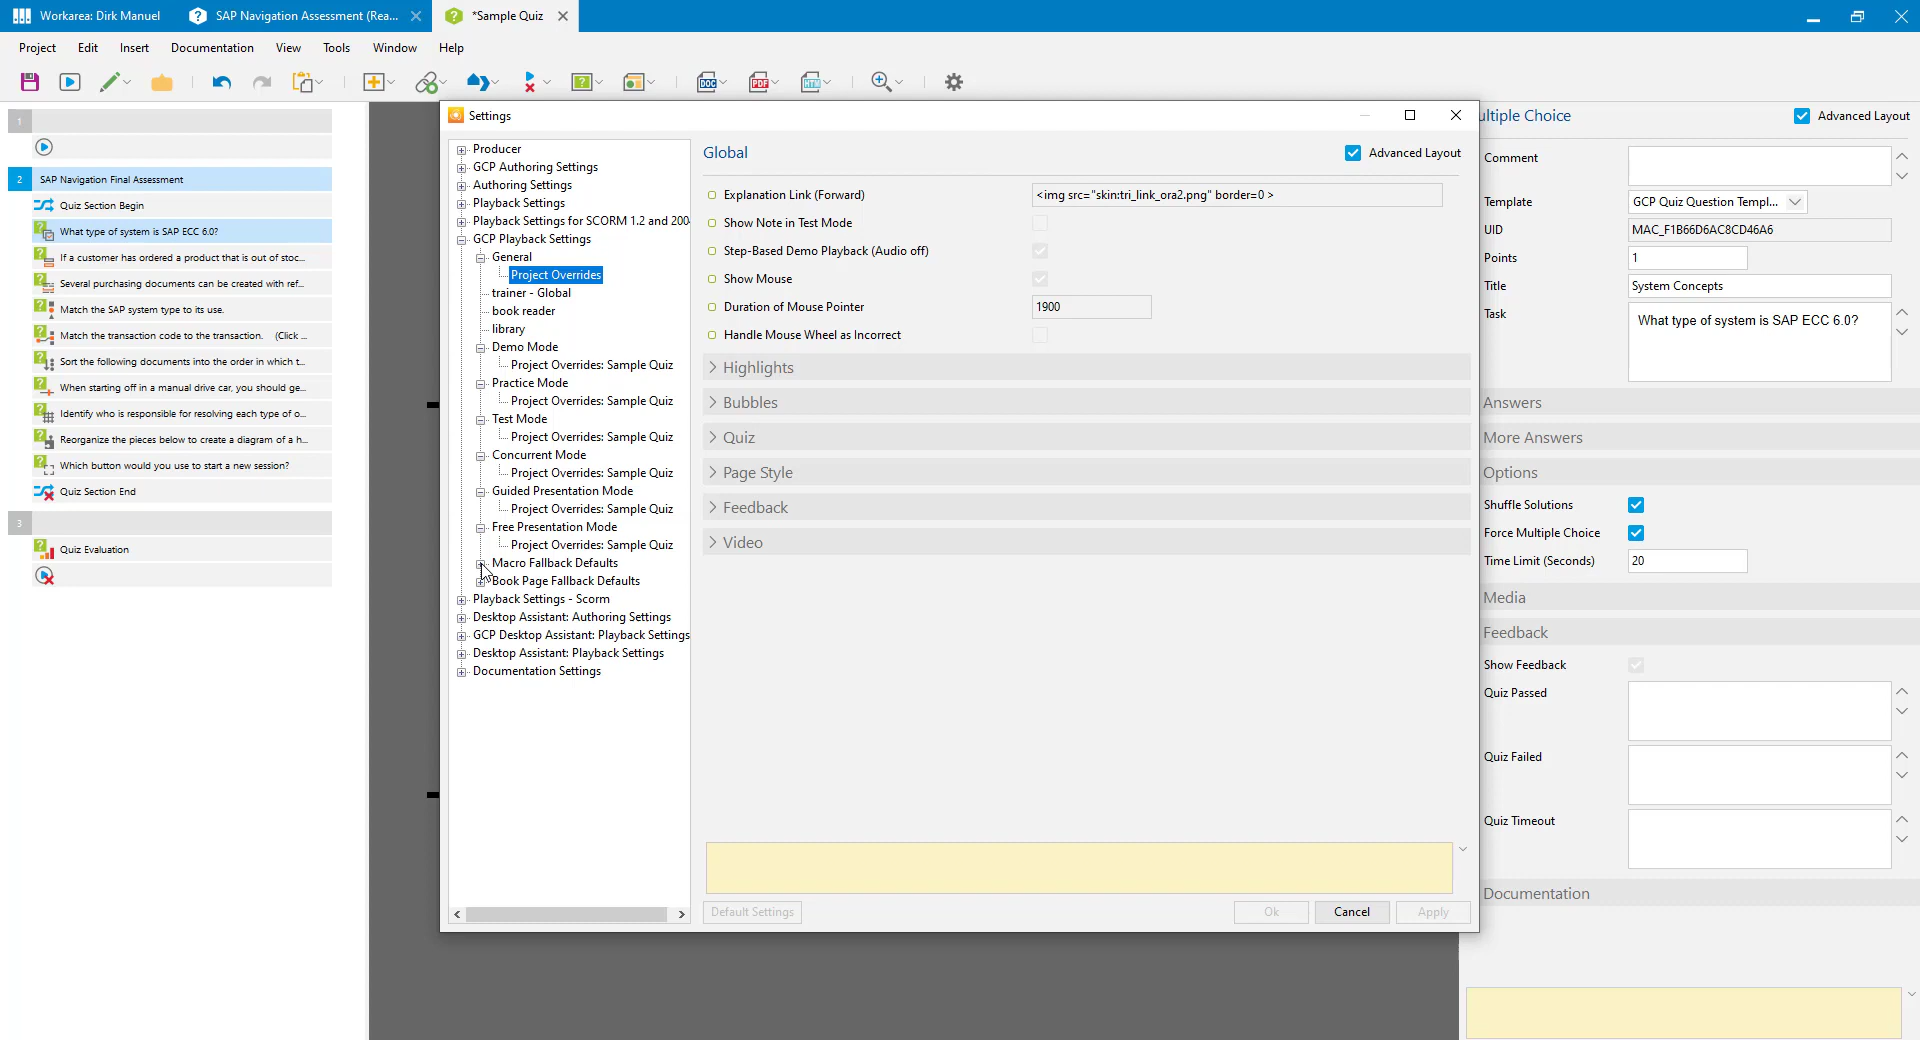 Workarea: Dirk Manuel
SAP Navigation Assessment (Rea...
*Sample Quiz
Project
Edit
Insert
Documentation
View
Tools
Window
Help
DOC
PDF
HTM
1
2
SAP Navigation Final Assessment
Quiz Section Begin
What type of system is SAP ECC 6.0?
If a customer has ordered a product that is out of stoc...
Several purchasing documents can be created with ref...
Match the SAP system type to its use.
Match the transaction code to the transaction. (Click ...
Sort the following documents into the order in which t...
When starting off in a manual drive car, you should ge...
Identify who is responsible for resolving each type of o...
Reorganize the pieces below to create a diagram of a h...
Which button would you use to start a new session?
Quiz Section End
3
Quiz Evaluation
Settings
Producer
GCP Authoring Settings
Authoring Settings
Playback Settings
Playback Settings for SCORM 1.2 and 200
GCP Playback Settings
General
Project Overrides
trainer - Global
book reader
library
Demo Mode
Project Overrides: Sample Quiz
Practice Mode
Project Overrides: Sample Quiz
Test Mode
Project Overrides: Sample Quiz
Concurrent Mode
Project Overrides: Sample Quiz
Guided Presentation Mode
Project Overrides: Sample Quiz
Free Presentation Mode
Project Overrides: Sample Quiz
Macro Fallback Defaults
Book Page Fallback Defaults
Playback Settings - Scorm
Desktop Assistant: Authoring Settings
GCP Desktop Assistant: Playback Settings
Desktop Assistant: Playback Settings
Documentation Settings
Global
Advanced Layout
Explanation Link (Forward)
<img src="skin:tri_link_ora2.png" border=0 >
Show Note in Test Mode
Step-Based Demo Playback (Audio off)
Show Mouse
Duration of Mouse Pointer
1900
Handle Mouse Wheel as Incorrect
Highlights
Bubbles
Quiz
Page Style
Feedback
Video
Default Settings
Ok
Cancel
Apply
ultiple Choice
Advanced Layout
Comment
Template
GCP Quiz Question Templ...
UID
MAC_F1B66D6AC8CD46A6
Points
1
Title
System Concepts
Task
What type of system is SAP ECC 6.0?
Answers
More Answers
Options
Shuffle Solutions
Force Multiple Choice
Time Limit (Seconds)
20
Media
Feedback
Show Feedback
Quiz Passed
Quiz Failed
Quiz Timeout
Documentation